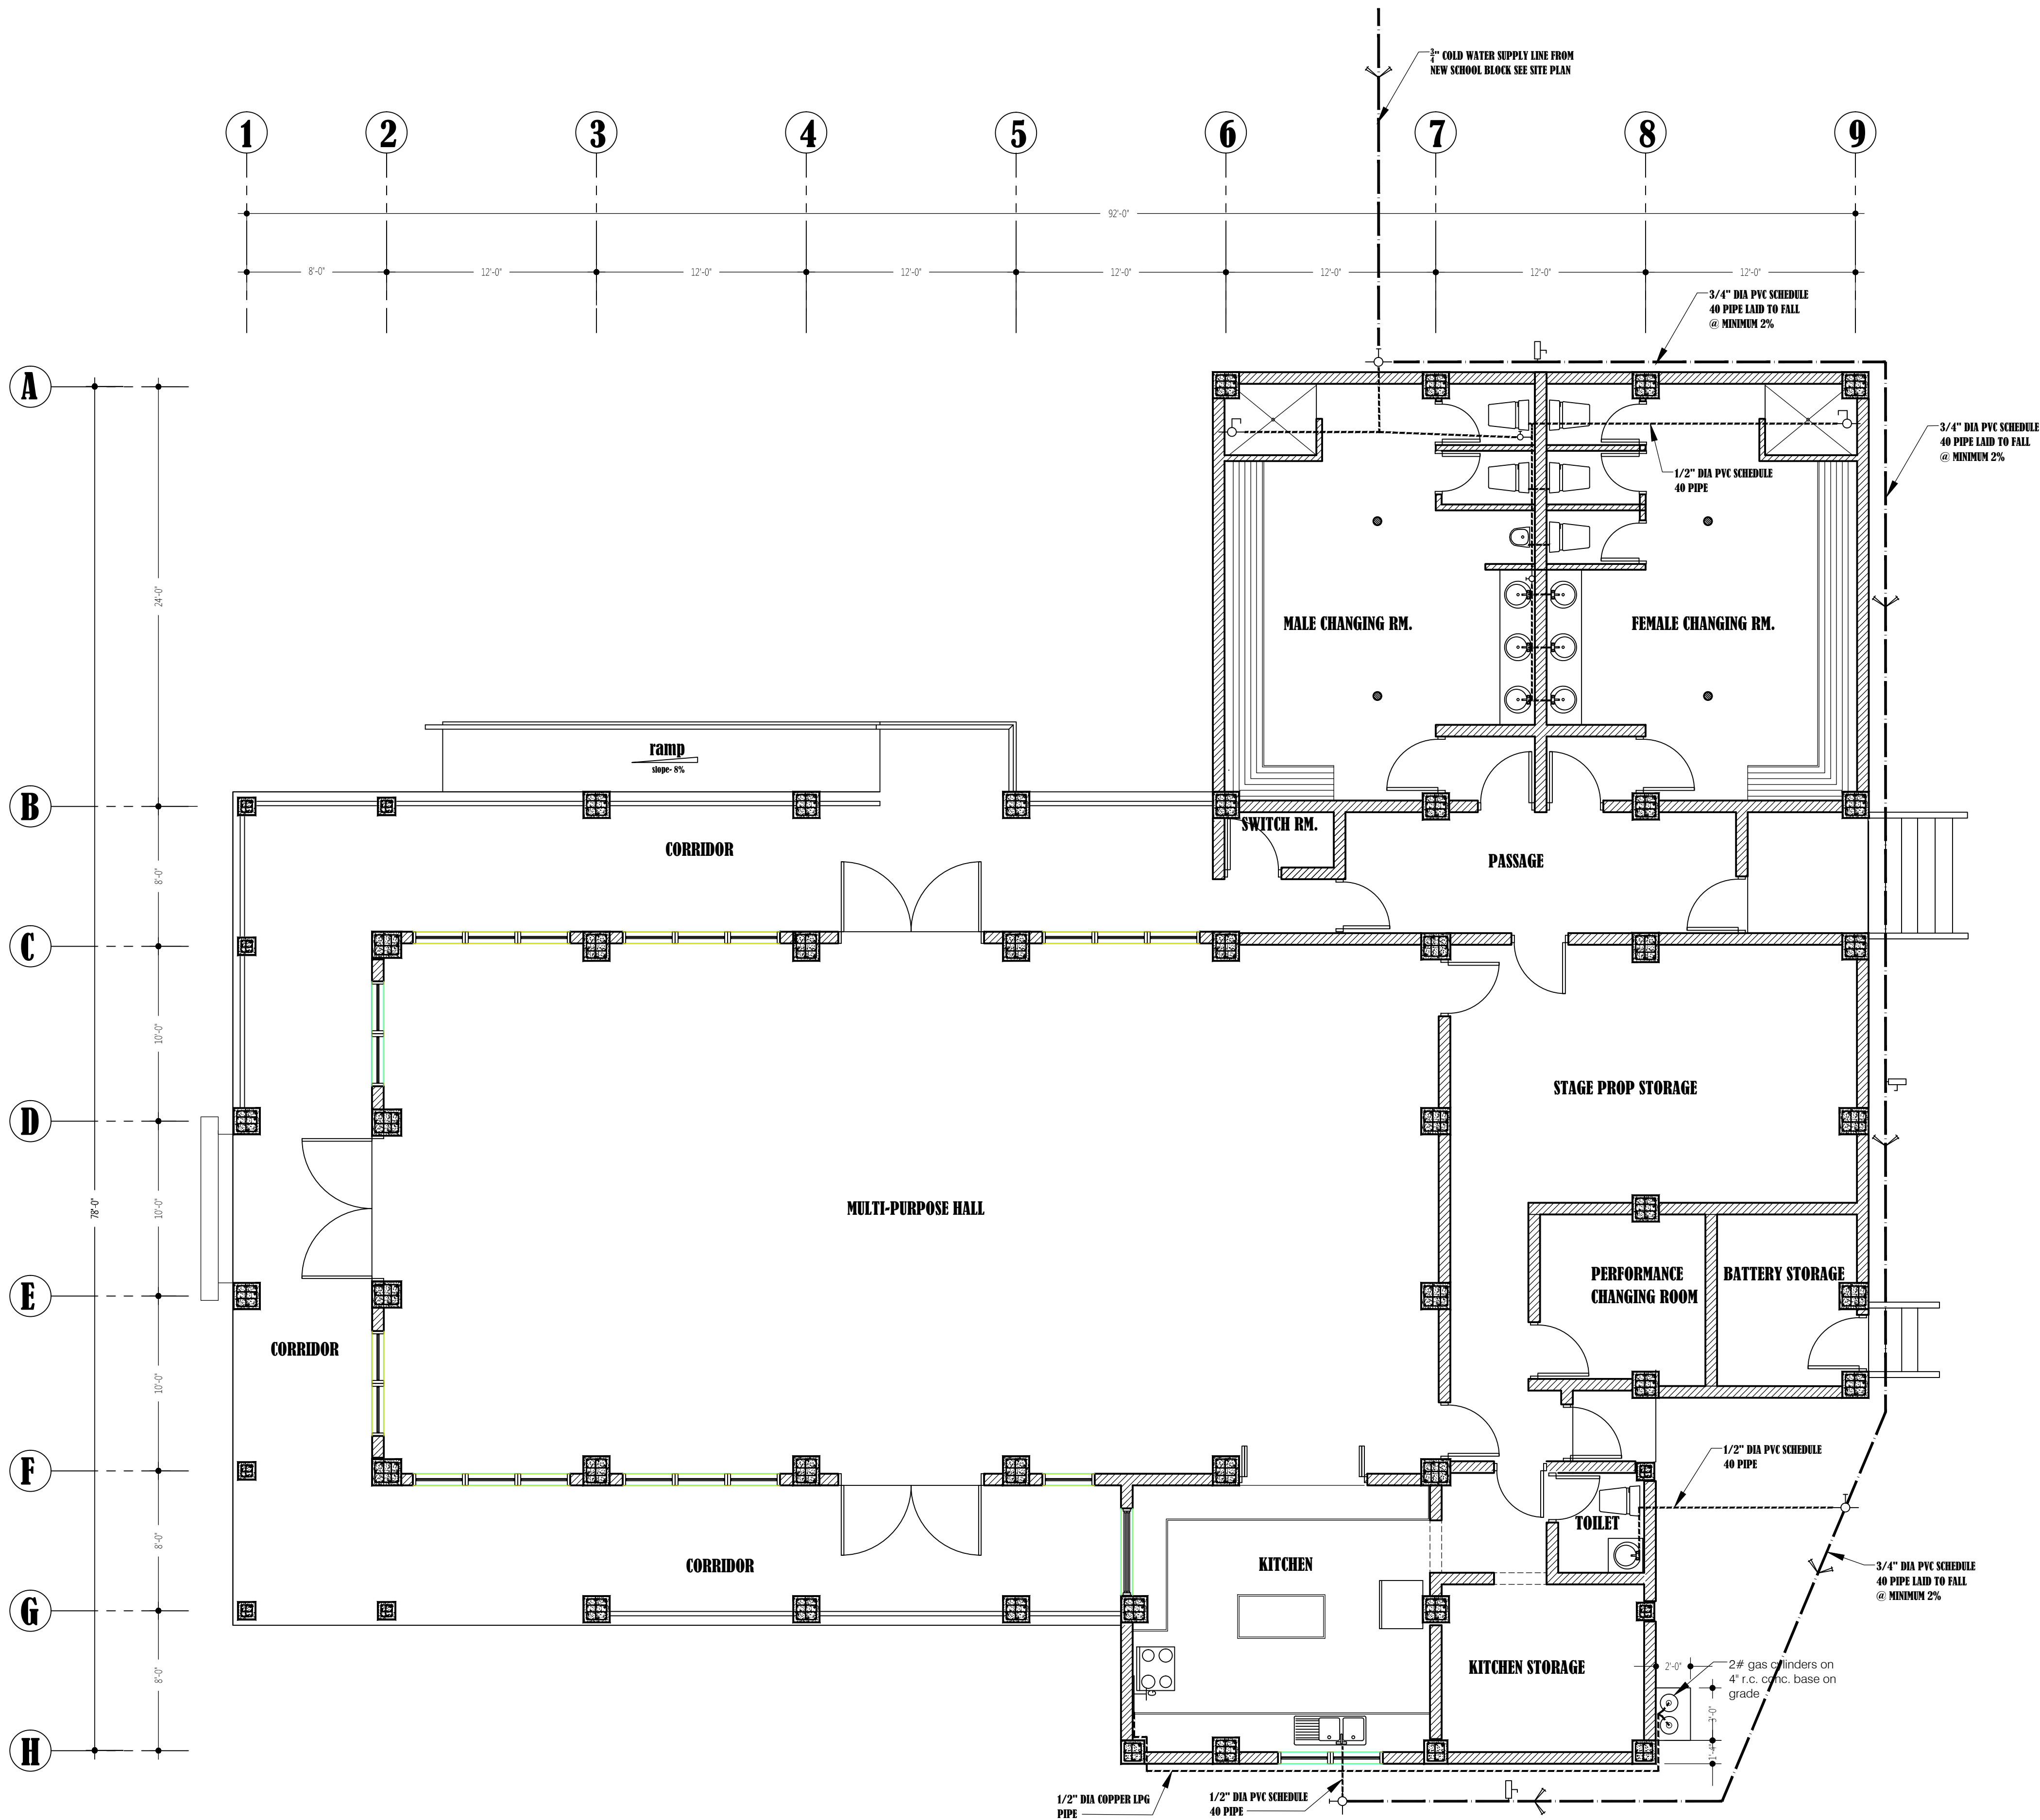 3/4" COLD WATER SUPPLY LINE FROM
NEW SCHOOL BLOCK SEE SITE PLAN
1
2
3
4
5
6
7
8
9
92'-0"
8'-0"
12'-0"
12'-0"
12'-0"
12'-0"
12'-0"
12'-0"
12'-0"
3/4" DIA PVC SCHEDULE
40 PIPE LAID TO FALL
@ MINIMUM 2%
A
3/4" DIA PVC SCHEDULE
40 PIPE LAID TO FALL
@ MINIMUM 2%
1/2" DIA PVC SCHEDULE
40 PIPE
24'-0"
MALE CHANGING RM.
FEMALE CHANGING RM.
ramp
slope- 8%
B
SWITCH RM.
CORRIDOR
PASSAGE
8'-0"
C
10'-0"
STAGE PROP STORAGE
D
78'-0"
10'-0"
MULTI-PURPOSE HALL
E
PERFORMANCE
CHANGING ROOM
BATTERY STORAGE
CORRIDOR
10'-0"
F
1/2" DIA PVC SCHEDULE
40 PIPE
TOILET
8'-0"
CORRIDOR
KITCHEN
3/4" DIA PVC SCHEDULE
40 PIPE LAID TO FALL
@ MINIMUM 2%
G
8'-0"
KITCHEN STORAGE
2'-0"
2# gas cylinders on
4" r.c. conc. base on
grade
G
3'-0"
H
1'-4"
1/2" DIA COPPER LPG
PIPE
1/2" DIA PVC SCHEDULE
40 PIPE